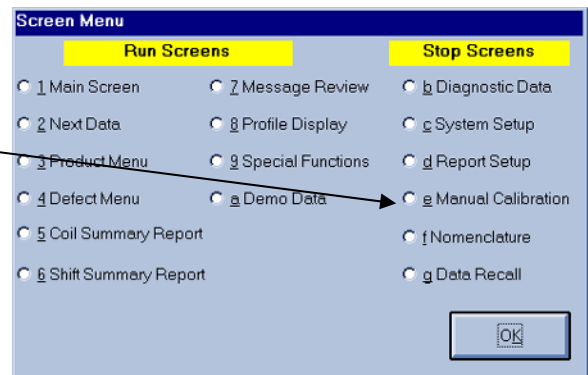 Screen Menu
Run Screens
Stop Screens
1 Main Screen
2 Next Data
3 Product Menu
4 Defect Menu
5 Coil Summary Report
6 Shift Summary Report
7 Message Review
8 Profile Display
9 Special Functions
a Demo Data
b Diagnostic Data
c System Setup
d Report Setup
e Manual Calibration
f Nomenclature
g Data Recall
OK